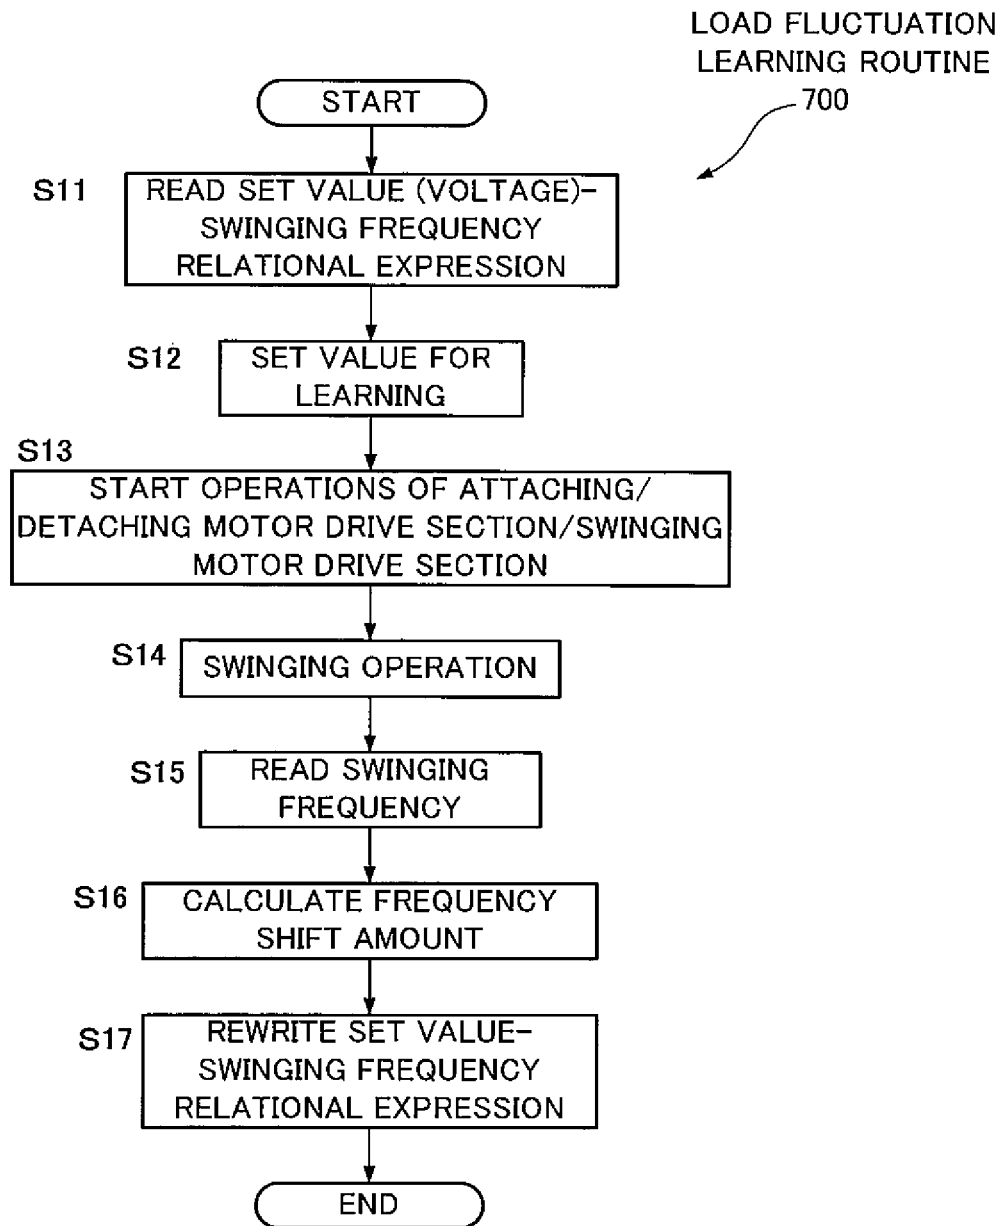 LOAD FLUCTUATION
LEARNING ROUTINE
700
START
S11
READ SET VALUE (VOLTAGE)-
SWINGING FREQUENCY
RELATIONAL EXPRESSION
S12
SET VALUE FOR
LEARNING
S13
START OPERATIONS OF ATTACHING/
DETACHING MOTOR DRIVE SECTION/SWINGING
MOTOR DRIVE SECTION
S14
SWINGING OPERATION
S15
READ SWINGING
FREQUENCY
S16
CALCULATE FREQUENCY
SHIFT AMOUNT
S17
REWRITE SET VALUE-
SWINGING FREQUENCY
RELATIONAL EXPRESSION
END